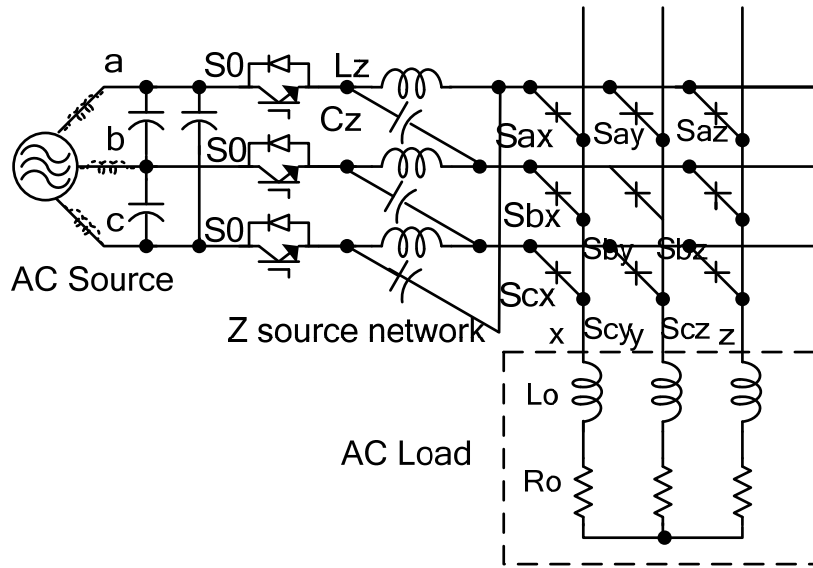 a
S0
Lz
Cz
b
S0
Sax
Say
Saz
c
S0
Sbx
Sby
Sbz
AC Source
Scx
Z source network
x
Scy
y
Scz
z
Lo
AC Load
Ro